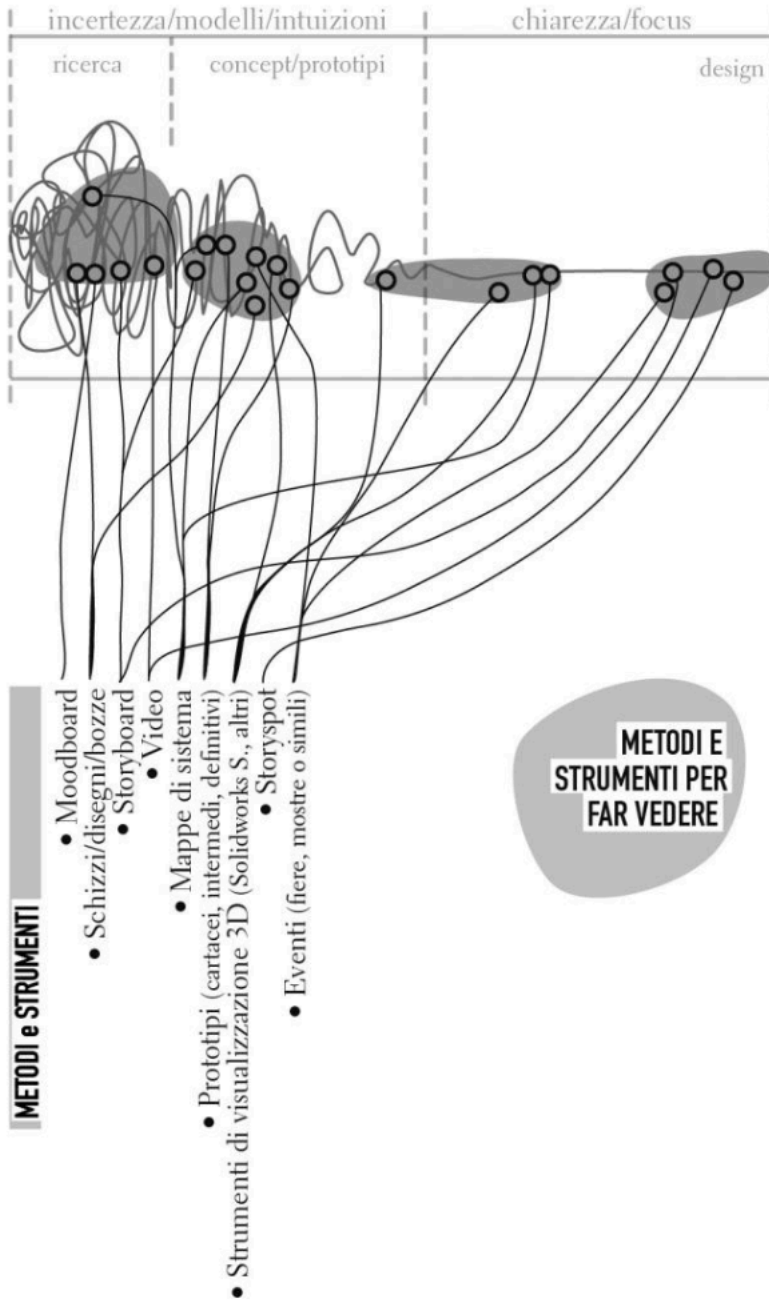 incertezza/modelli/intuizioni
chiarezza/focus
ricerca
concept/prototipi
design
METODI e STRUMENTI
• Moodboard
• Schizzi/disegni/bozze
• Storyboard
• Video
• Mappe di sistema
• Prototipi (cartacei, intermedi, definitivi)
• Strumenti di visualizzazione 3D (Solidworks S., altri)
• Storyspot
• Eventi (fiere, mostre o simili)
METODI E
STRUMENTI PER
FAR VEDERE